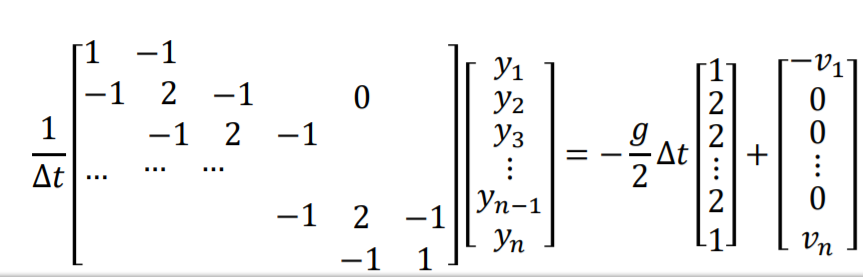 1 −1 y₁ 1 −v₁
−1 2 −1 0 y₂ 2 0
1/Δt −1 2 −1 y₃ = −g/2 Δt 2 + 0
... ... ... ⋮ ⋮ ⋮
−1 2 −1 yₙ₋₁ 2 0
−1 1 yₙ 1 vₙ